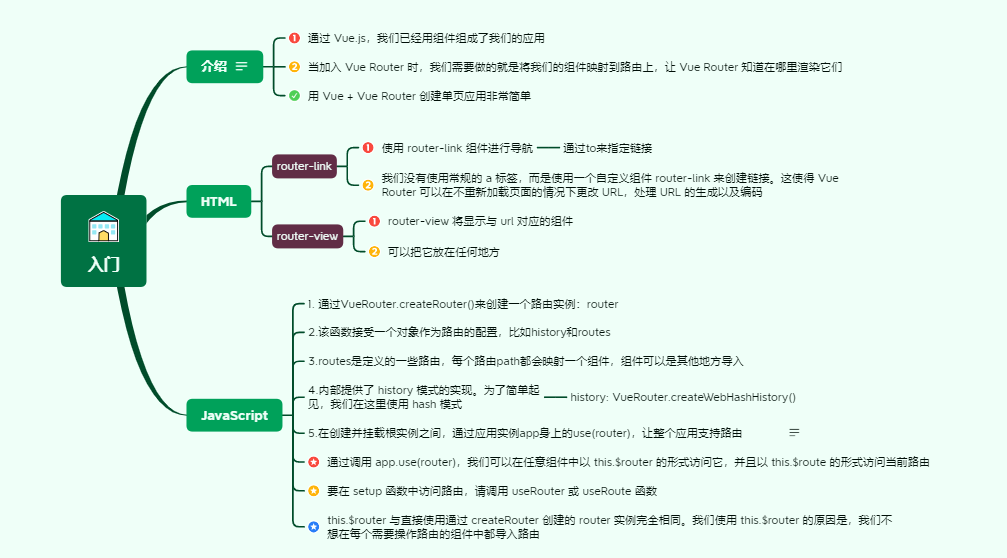 入门
介绍
1 通过 Vue.js，我们已经用组件组成了我们的应用
2 当加入 Vue Router 时，我们需要做的就是将我们的组件映射到路由上，让 Vue Router 知道在哪里渲染它们
用 Vue + Vue Router 创建单页应用非常简单
HTML
router-link
1 使用 router-link 组件进行导航
通过to来指定链接
2 我们没有使用常规的 a 标签，而是使用一个自定义组件 router-link 来创建链接。这使得 Vue
Router 可以在不重新加载页面的情况下更改 URL，处理 URL 的生成以及编码
router-view
1 router-view 将显示与 url 对应的组件
2 可以把它放在任何地方
JavaScript
1. 通过VueRouter.createRouter()来创建一个路由实例：router
2.该函数接受一个对象作为路由的配置，比如history和routes
3.routes是定义的一些路由，每个路由path都会映射一个组件，组件可以是其他地方导入
4.内部提供了 history 模式的实现。为了简单起
见，我们在这里使用 hash 模式
history: VueRouter.createWebHashHistory()
5.在创建并挂载根实例之间，通过应用实例app身上的use(router)，让整个应用支持路由
通过调用 app.use(router)，我们可以在任意组件中以 this.$router 的形式访问它，并且以 this.$route 的形式访问当前路由
要在 setup 函数中访问路由，请调用 useRouter 或 useRoute 函数
this.$router 与直接使用通过 createRouter 创建的 router 实例完全相同。我们使用 this.$router 的原因是，我们不
想在每个需要操作路由的组件中都导入路由